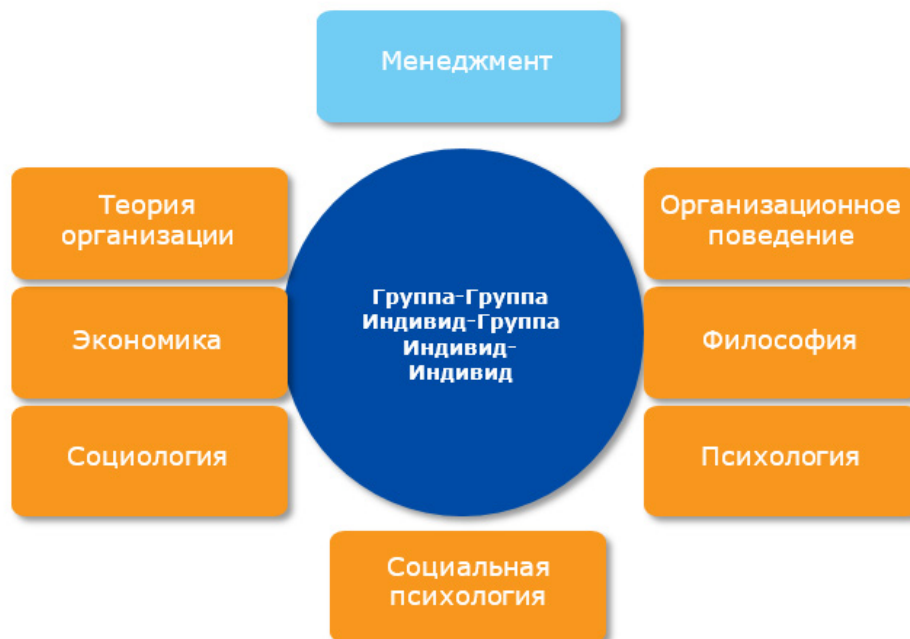 Менеджмент
Теория
организации
Организационное
поведение
Группа-Группа
Индивид-Группа
Индивид-
Индивид
Экономика
Философия
Социология
Психология
Социальная
психология